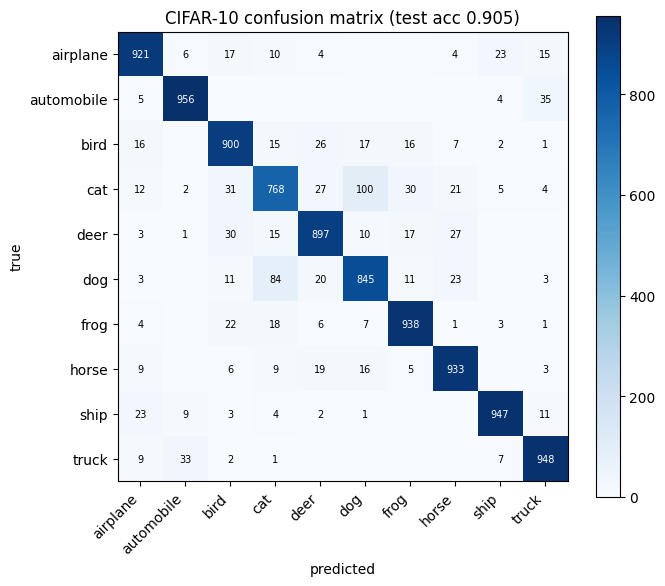 CIFAR-10 confusion matrix (test acc 0.905)
airplane 921 6 17 10 4 4 23 15
automobile 5 956 4 35
bird 16 900 15 26 17 16 7 2 1
cat 12 2 31 768 27 100 30 21 5 4
deer 3 1 30 15 897 10 17 27
dog 3 11 84 20 845 11 23 3
frog 4 22 18 6 7 938 1 3 1
horse 9 6 9 19 16 5 933 3
ship 23 9 3 4 2 1 947 11
truck 9 33 2 1 7 948
airplane automobile bird cat deer dog frog horse ship truck
predicted
true
800
600
400
200
0